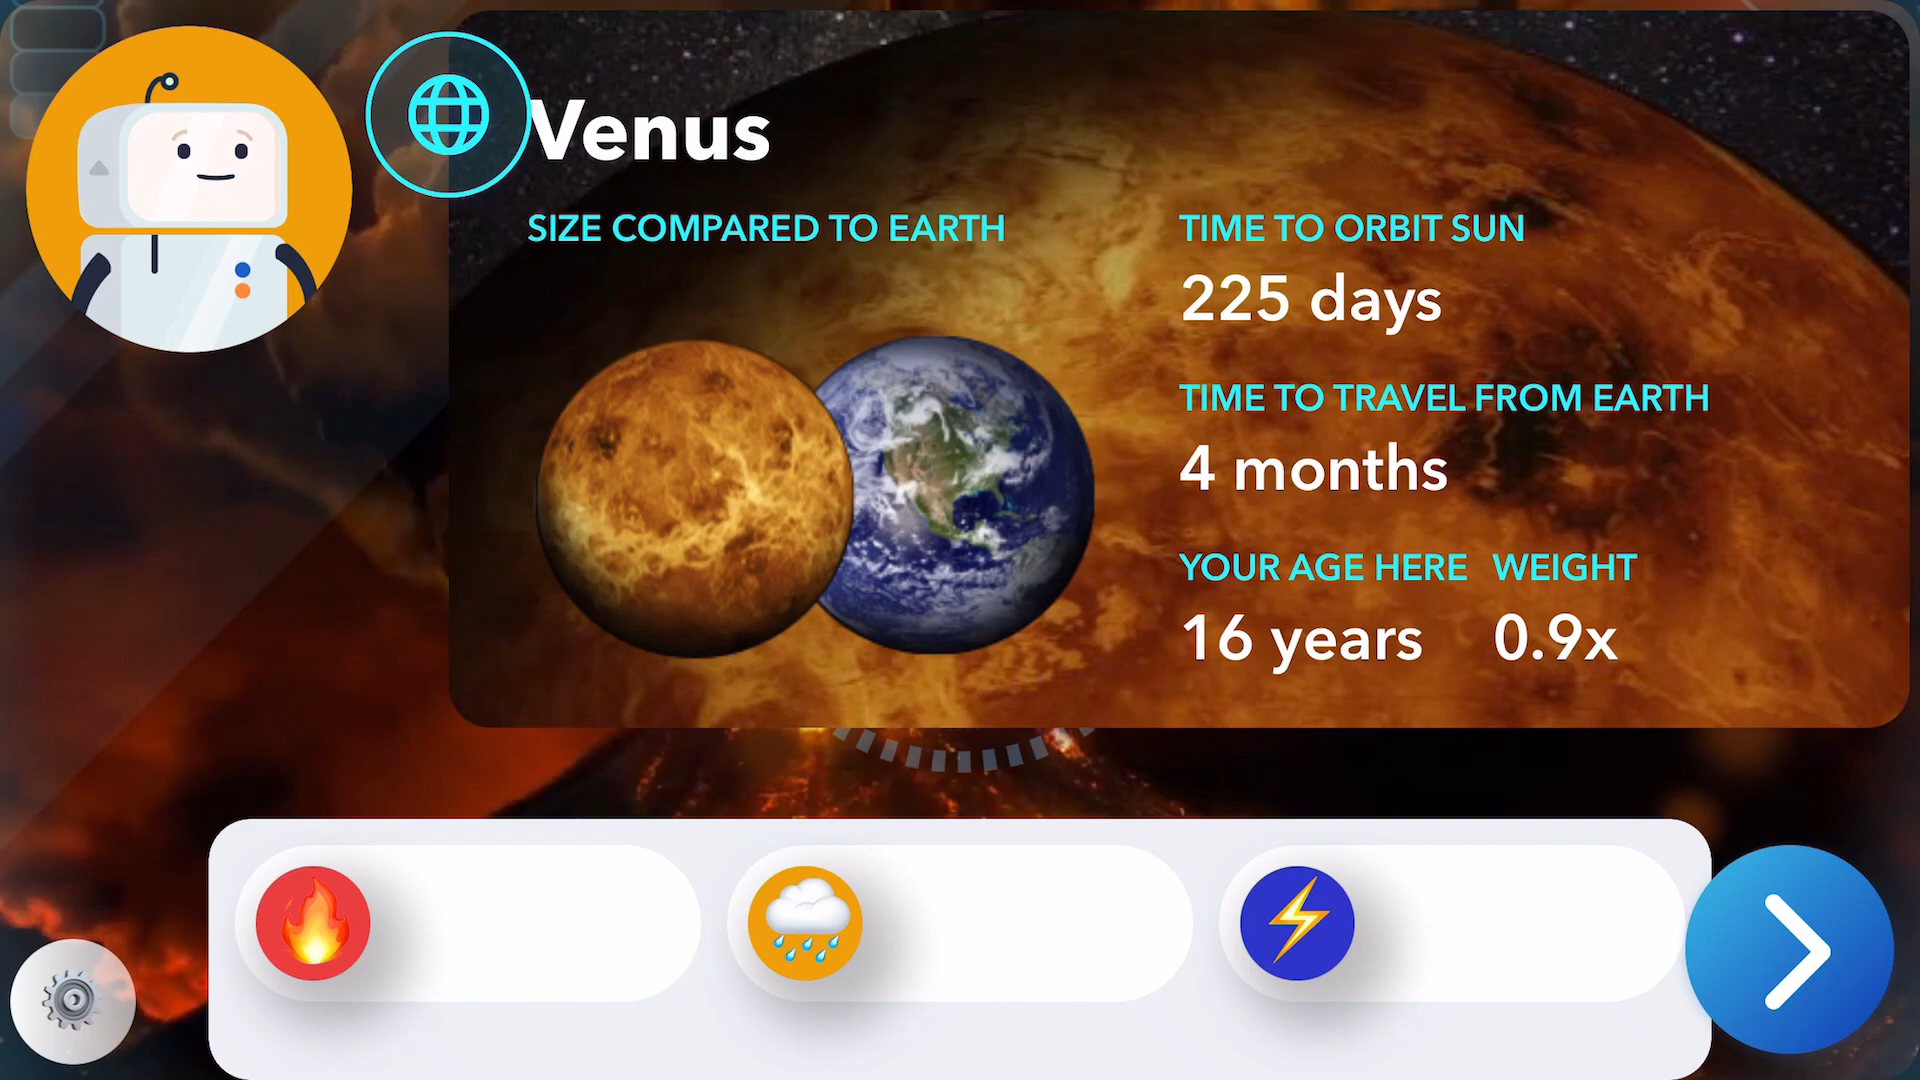 Venus
SIZE COMPARED TO EARTH
TIME TO ORBIT SUN
225 days
TIME TO TRAVEL FROM EARTH
4 months
YOUR AGE HERE WEIGHT
16 years 0.9x